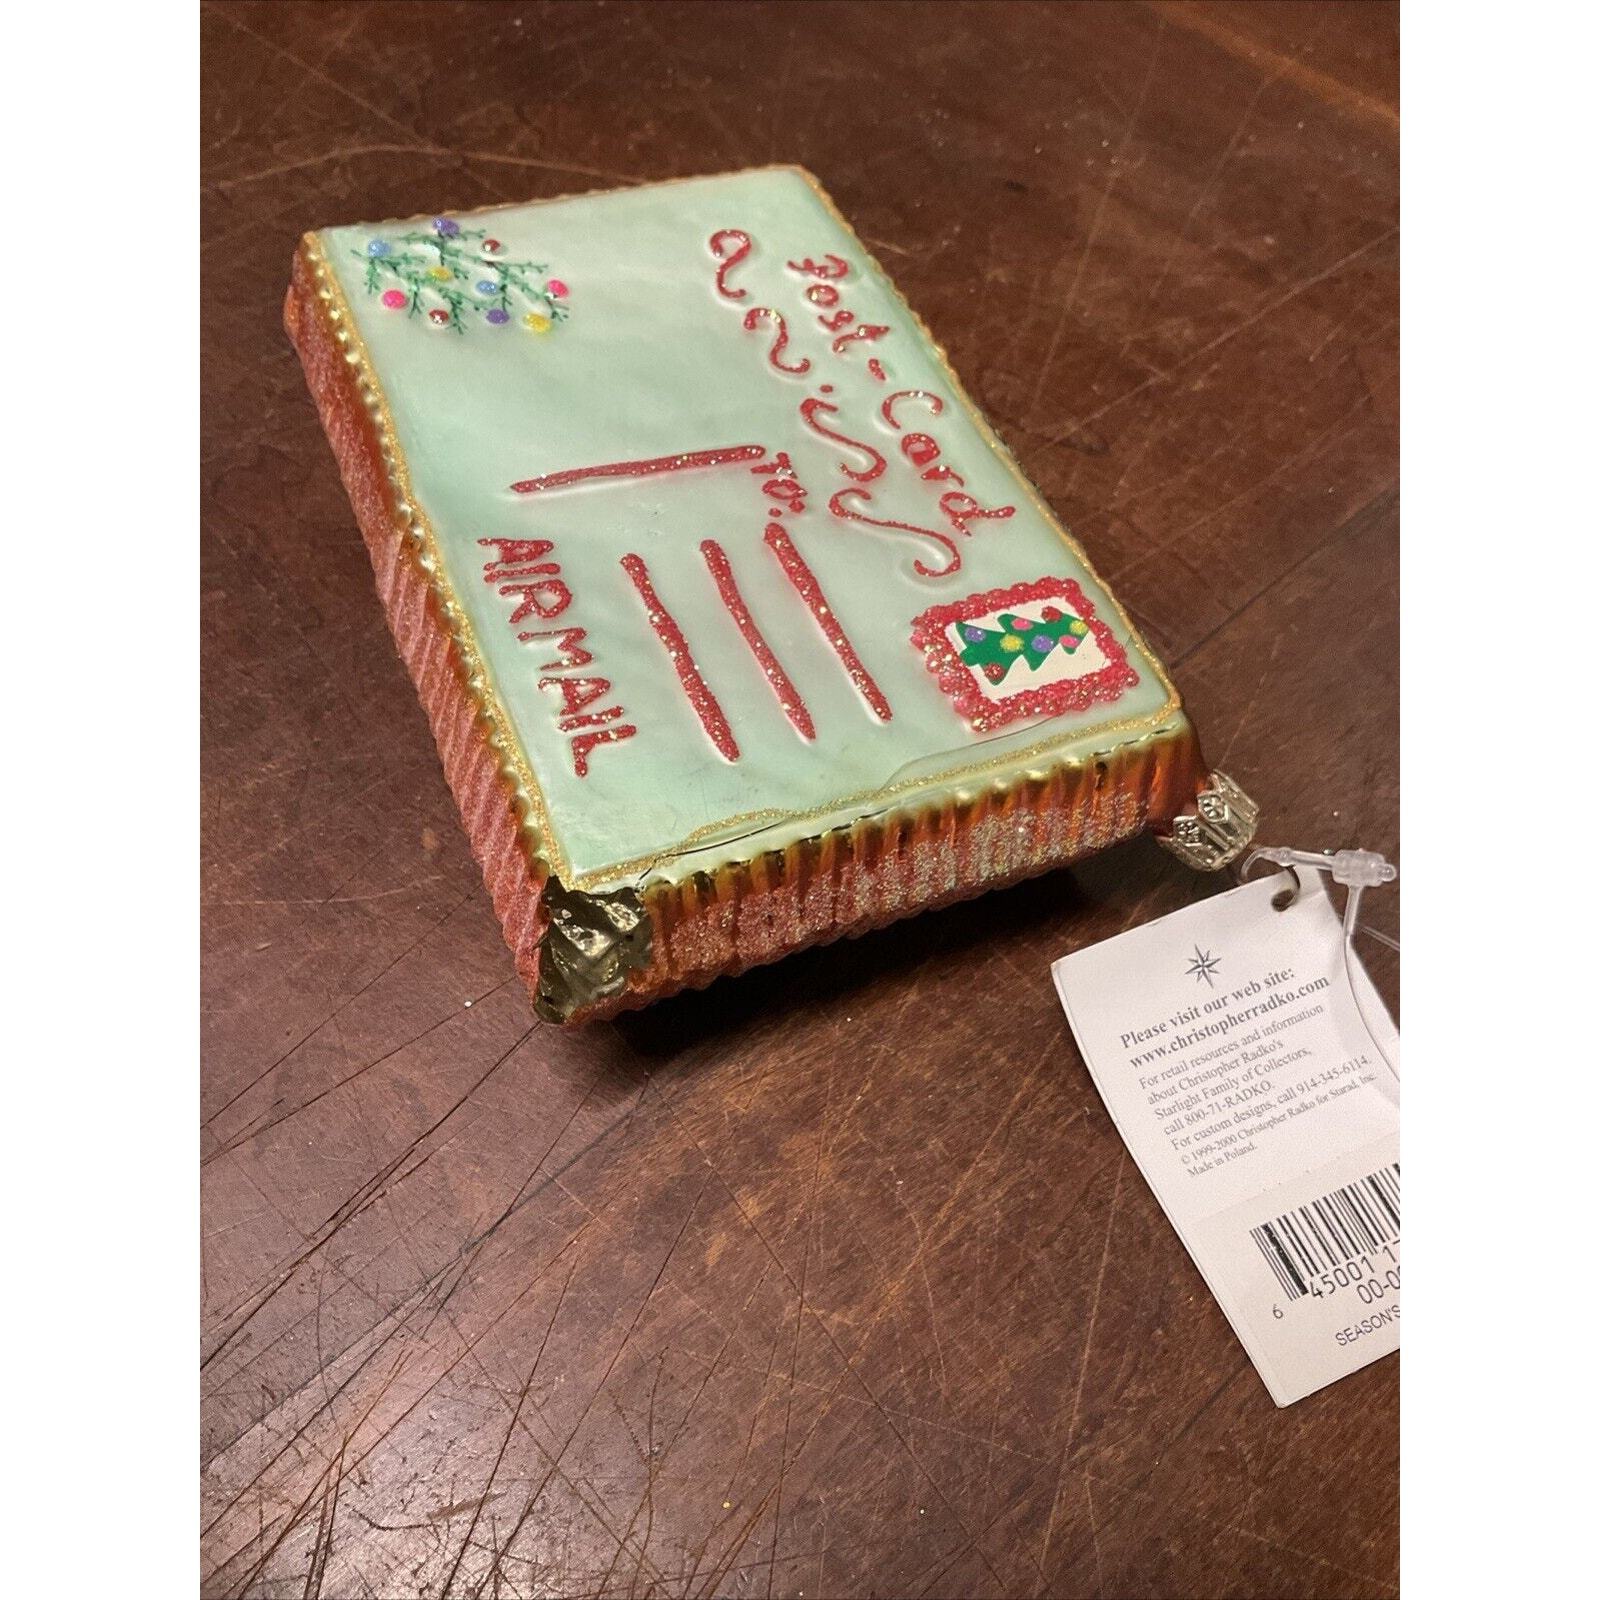 Post-Card
To:
AIRMAIL
Please visit our web site:
www.christopherradko.com
For retail resources and information
about Christopher Radko's
Starlight Family of Collectors,
call 800-71-RADKO.
For custom designs, call 914-345-6114.
© 1999-2000 Christopher Radko for Starad, Inc.
Made in Poland.
6 45001 1
00-0
SEASON'S